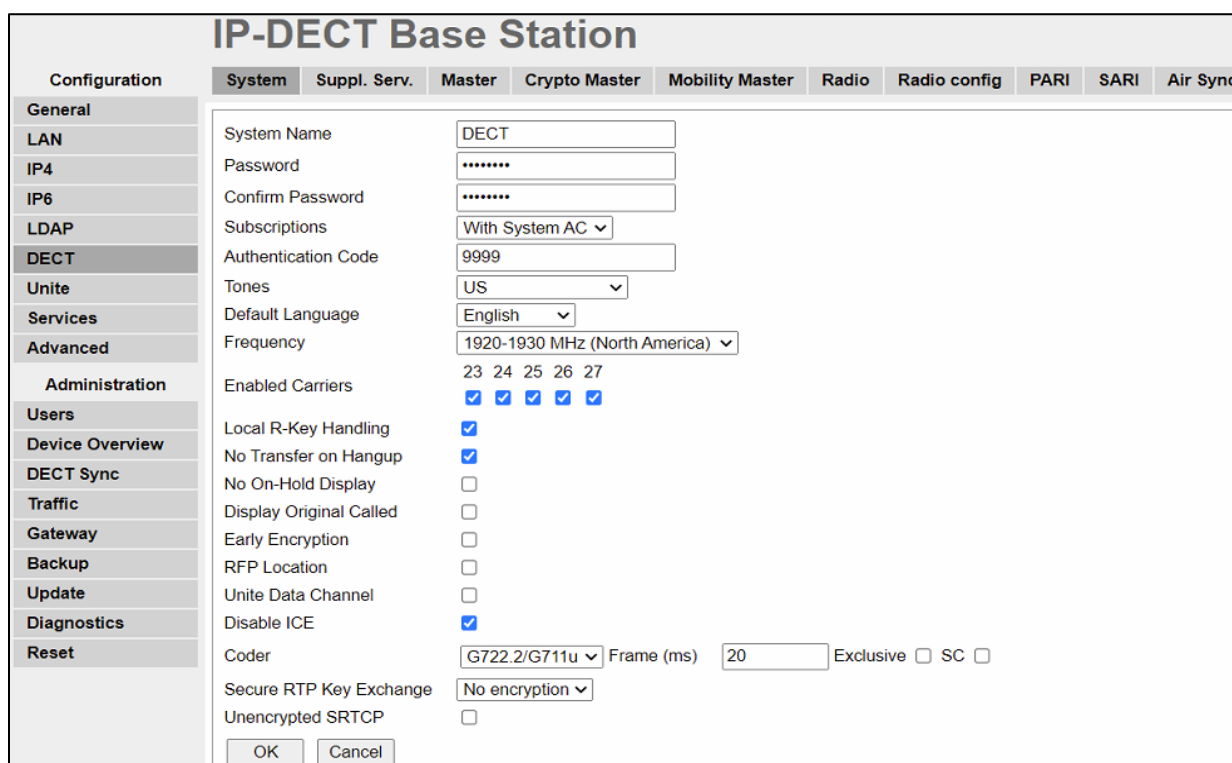 IP-DECT Base Station
Configuration
System Suppl. Serv. Master Crypto Master Mobility Master Radio Radio config PARI SARI Air Sync
General
LAN
IP4
IP6
LDAP
DECT
Unite
Services
Advanced
Administration
Users
Device Overview
DECT Sync
Traffic
Gateway
Backup
Update
Diagnostics
Reset
System Name DECT
Password ••••••••
Confirm Password ••••••••
Subscriptions With System AC
Authentication Code 9999
Tones US
Default Language English
Frequency 1920-1930 MHz (North America)
23 24 25 26 27
Enabled Carriers
Local R-Key Handling
No Transfer on Hangup
No On-Hold Display
Display Original Called
Early Encryption
RFP Location
Unite Data Channel
Disable ICE
Coder G722.2/G711u Frame (ms) 20 Exclusive SC
Secure RTP Key Exchange No encryption
Unencrypted SRTCP
OK Cancel